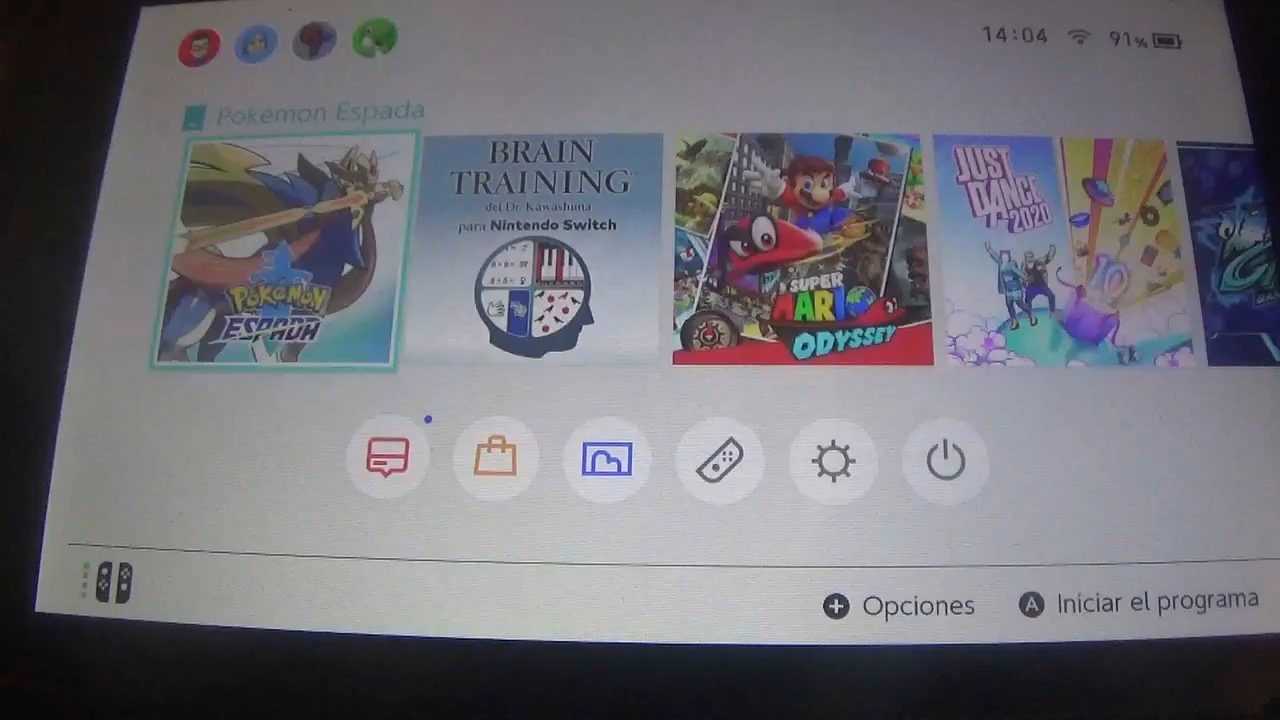 14:04 91%
Pokémon Espada
POKÉMON
ESPADA
BRAIN
TRAINING
del Dr. Kawashima
para Nintendo Switch
SUPER
MARIO
ODYSSEY
JUST
DANCE
2020
Opciones
A Iniciar el programa